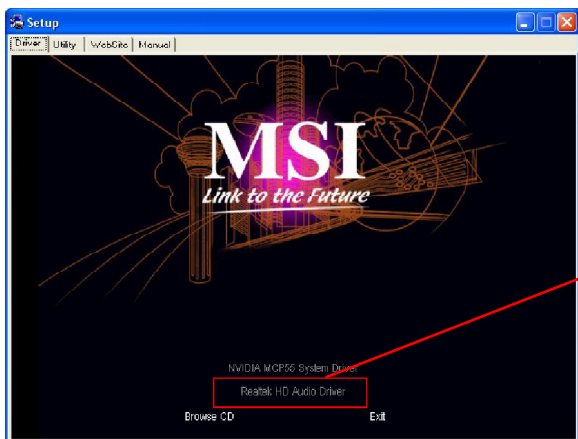 Setup
Driver Utility WebSite Manual
MSI
Link to the Future
NVIDIA MCP55 System Driver
Realtek HD Audio Driver
Browse CD Exit